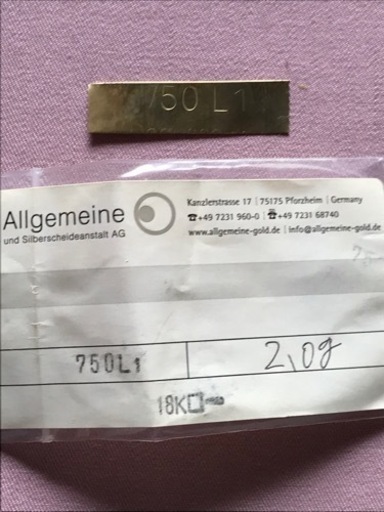 750 L1
Allgemeine
und Silberscheideanstalt AG
Kanzlerstrasse 17 | 75175 Pforzheim | Germany
☎+49 7231 960-0 | +49 7231 68740
www.allgemeine-gold.de | info@allgemeine-gold.de
750L1
2,0g
18K